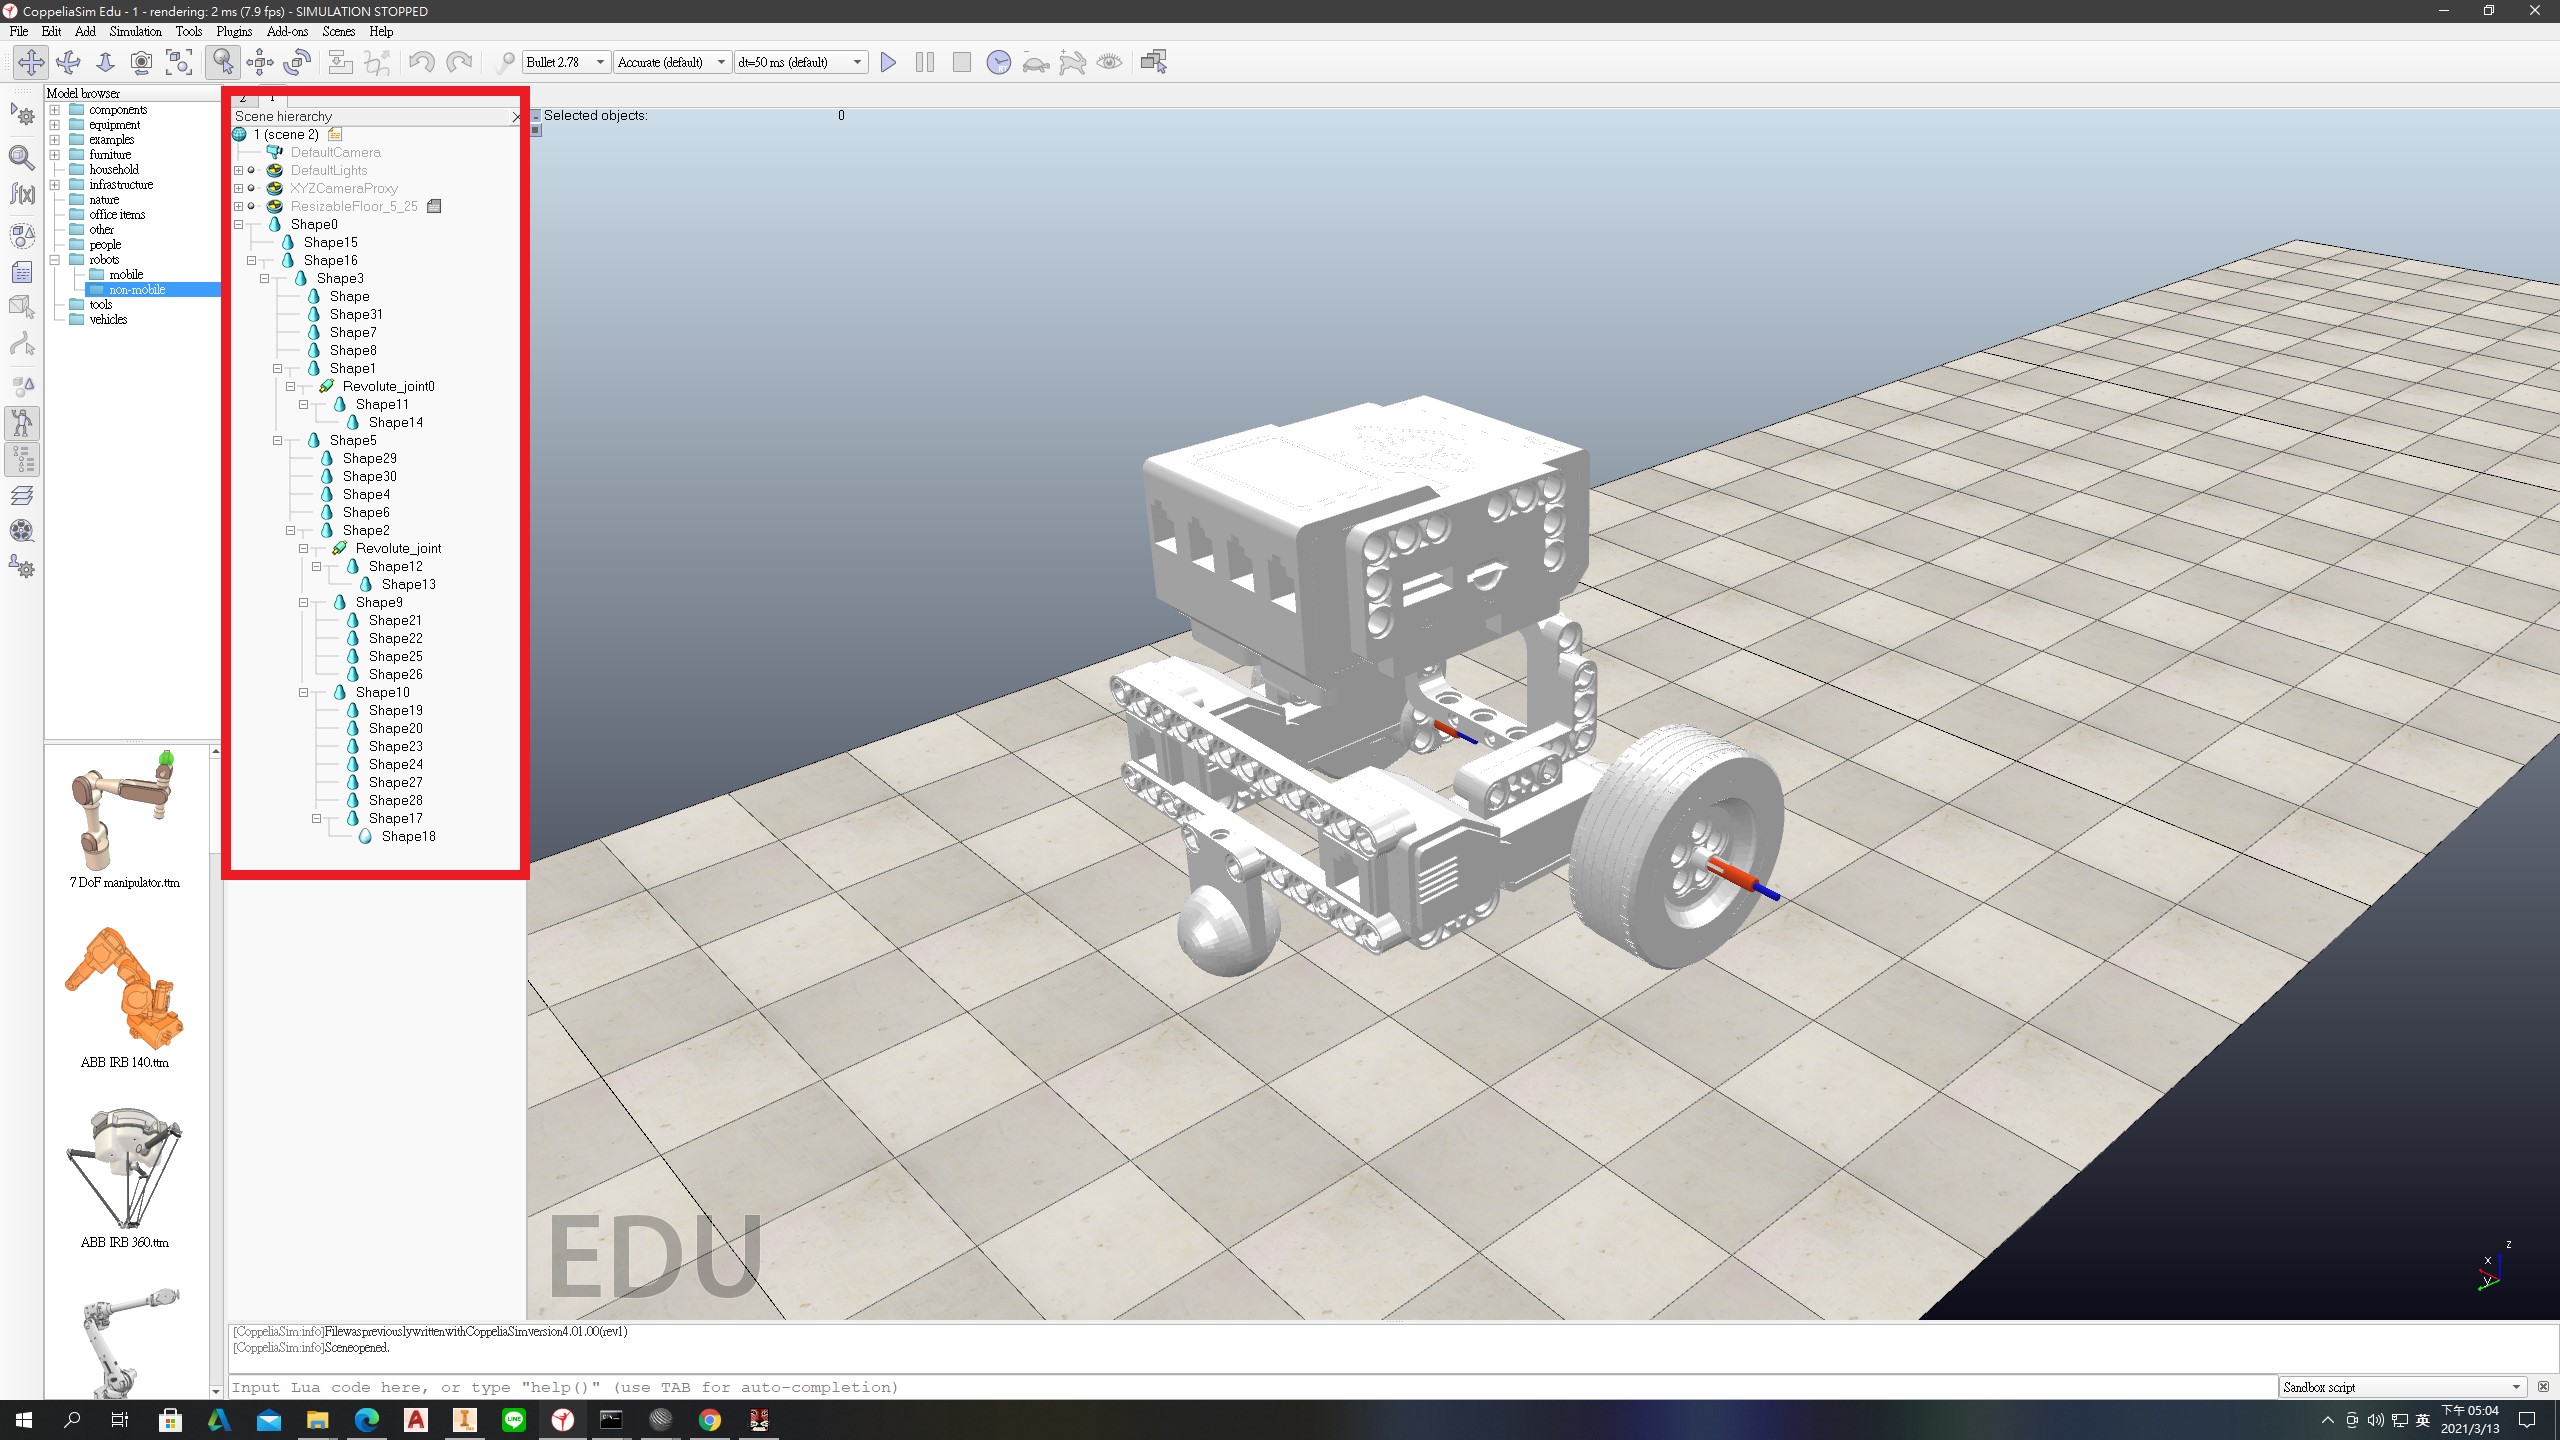 CoppeliaSim Edu - 1 - rendering: 2 ms (7.9 fps) - SIMULATION STOPPED
File Edit Add Simulation Tools Plugins Add-ons Scenes Help
Bullet 2.78 Accurate (default) dt=50 ms (default)
Model browser
components
equipment
examples
furniture
household
infrastructure
nature
office items
other
people
robots
mobile
non-mobile
tools
vehicles
7 DoF manipulator.ttm
ABB IRB 140.ttm
ABB IRB 360.ttm
2 1
Scene hierarchy
1 (scene 2)
DefaultCamera
DefaultLights
XYZCameraProxy
ResizableFloor_5_25
Shape0
Shape15
Shape16
Shape3
Shape
Shape31
Shape7
Shape8
Shape1
Revolute_joint0
Shape11
Shape14
Shape5
Shape29
Shape30
Shape4
Shape6
Shape2
Revolute_joint
Shape12
Shape13
Shape9
Shape21
Shape22
Shape25
Shape26
Shape10
Shape19
Shape20
Shape23
Shape24
Shape27
Shape28
Shape17
Shape18
Selected objects: 0
EDU
z
x
y
[CoppeliaSim:info]Filewaspreviouslywritten​withCoppeliaSimversion4.01.00(rev1)
[CoppeliaSim:info]Sceneopened.
Input Lua code here, or type "help()" (use TAB for auto-completion)
Sandbox script
英
下午 05:04
2021/3/13